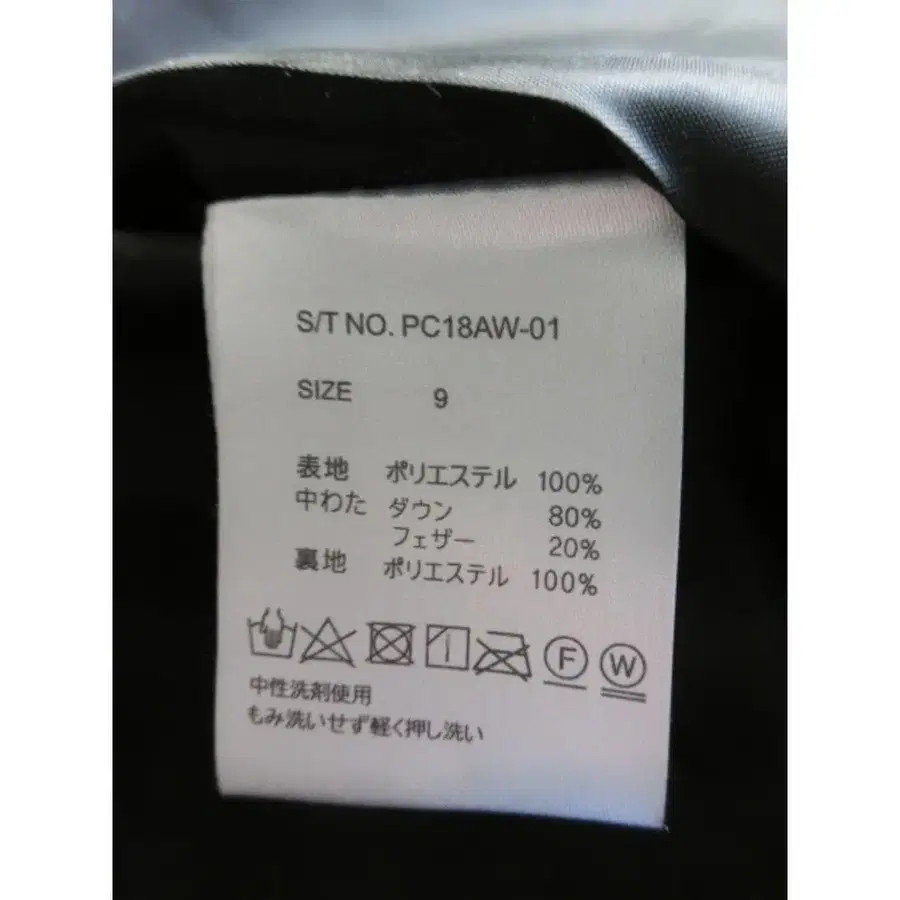 S/T NO. PC18AW-01
SIZE 9
表地 ポリエステル 100%
中わた ダウン 80%
フェザー 20%
裏地 ポリエステル 100%
F W
中性洗剤使用
もみ洗いせず軽く押し洗い